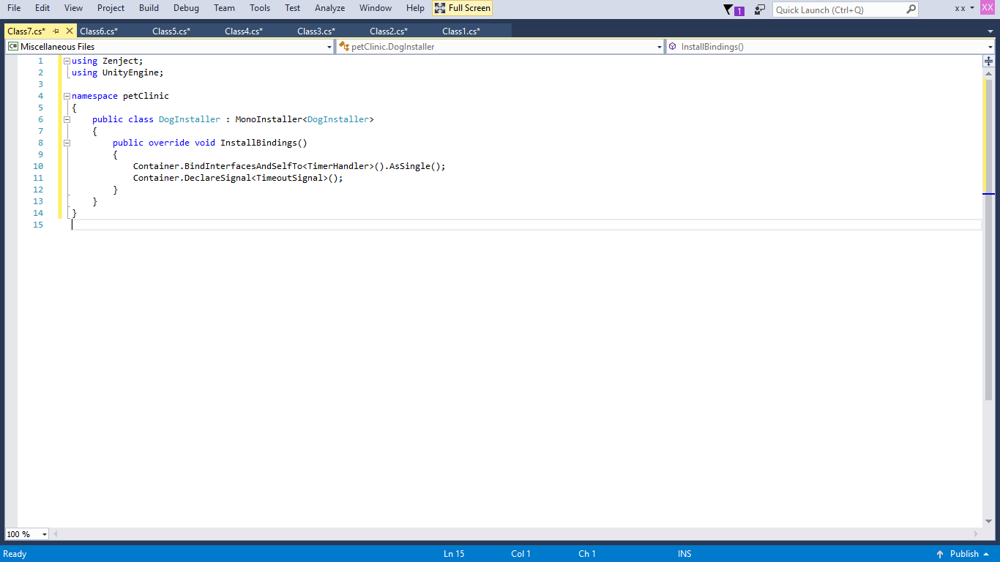 File Edit View Project Build Debug Team Tools Test Analyze Window Help Full Screen 1 Quick Launch (Ctrl+Q) x x XX
Class7.cs* Class6.cs* Class5.cs* Class4.cs* Class3.cs* Class2.cs* Class1.cs*
C# Miscellaneous Files petClinic.DogInstaller InstallBindings()
1 using Zenject;
2 using UnityEngine;
3
4 namespace petClinic
5 {
6 public class DogInstaller : MonoInstaller<DogInstaller>
7 {
8 public override void InstallBindings()
9 {
10 Container.BindInterfacesAndSelfTo<TimerHandler>().AsSingle();
11 Container.DeclareSignal<TimeoutSignal>();
12 }
13 }
14 }
15
100 %
Ready Ln 15 Col 1 Ch 1 INS Publish